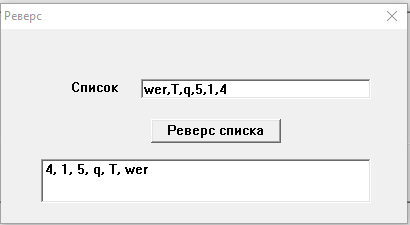 Реверс
Список wer,T,q,5,1,4
Реверс списка
4, 1, 5, q, T, wer